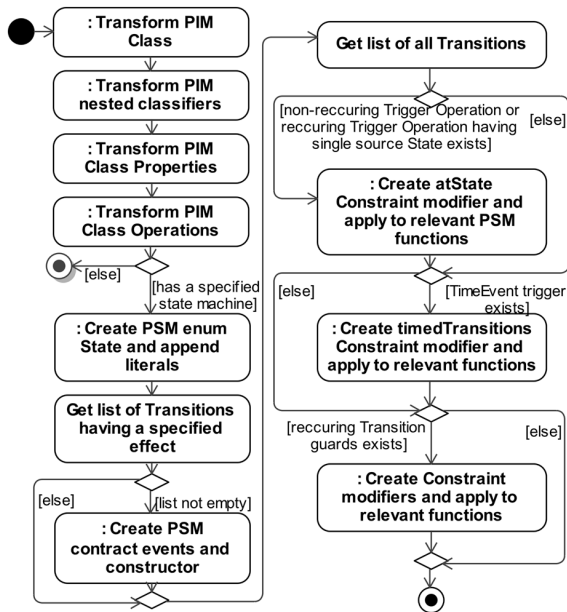 : Transform PIM
Class
: Transform PIM
nested classifiers
: Transform PIM
Class Properties
: Transform PIM
Class Operations
[else]
[has a specified
state machine]
: Create PSM enum
State and append
literals
Get list of Transitions
having a specified
effect
[else]
[list not empty]
: Create PSM
contract events and
constructor
Get list of all Transitions
[non-reccuring Trigger Operation or
reccuring Trigger Operation having
single source State exists]
[else]
: Create atState
Constraint modifier and
apply to relevant PSM
functions
[else]
[TimeEvent trigger
exists]
: Create timedTransitions
Constraint modifier and
apply to relevant functions
[reccuring Transition
guards exists]
[else]
: Create Constraint
modifiers and apply to
relevant functions